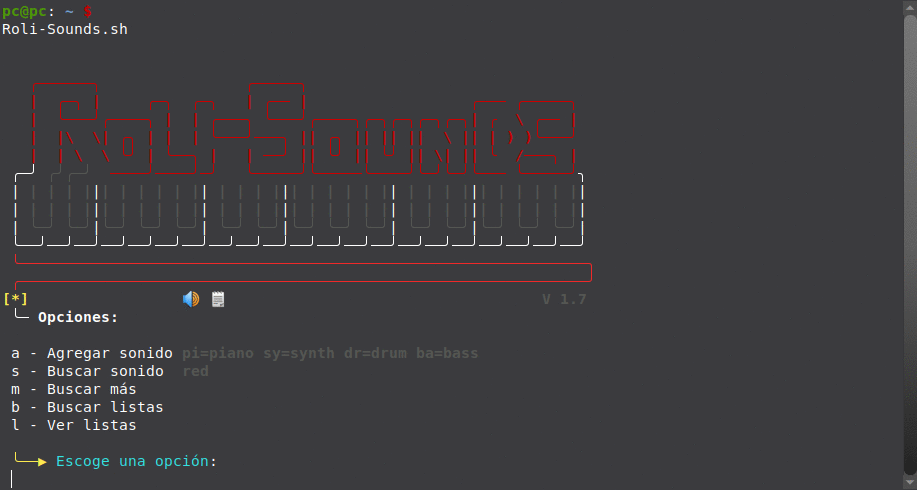 pc@pc: ~ $
Roli-Sounds.sh
[*] V 1.7
Opciones:
a - Agregar sonido pi=piano sy=synth dr=drum ba=bass
s - Buscar sonido red
m - Buscar más
b - Buscar listas
l - Ver listas
Escoge una opción: